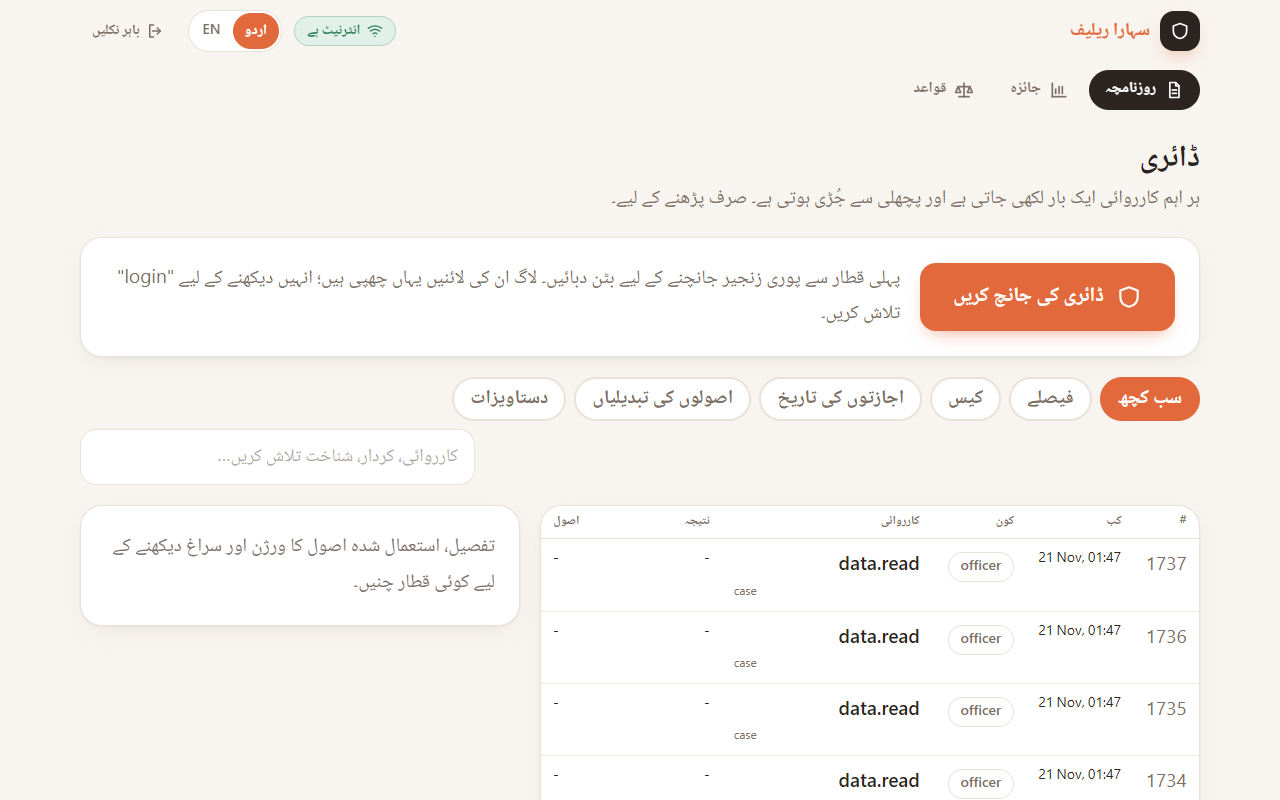 سہارا ریلیف
انٹرنیٹ ہے
اردو EN
باہر نکلیں
روزنامچہ
جائزہ
قواعد
ڈائری
ہر اہم کارروائی ایک بار لکھی جاتی ہے اور پچھلی سے جُڑی ہوتی ہے۔ صرف پڑھنے کے لیے۔
ڈائری کی جانچ کریں
پہلی قطار سے پوری زنجیر جانچنے کے لیے بٹن دبائیں۔ لاگ ان کی لائنیں یہاں چھپی ہیں؛ انہیں دیکھنے کے لیے "login"
تلاش کریں۔
سب کچھ
فیصلے
کیس
اجازتوں کی تاریخ
اصولوں کی تبدیلیاں
دستاویزات
کارروائی، کردار، شناخت تلاش کریں...
# کب کون کارروائی نتیجہ اصول
1737 21 Nov, 01:47 officer data.read - -
case
1736 21 Nov, 01:47 officer data.read - -
case
1735 21 Nov, 01:47 officer data.read - -
case
1734 21 Nov, 01:47 officer data.read - -
تفصیل، استعمال شدہ اصول کا ورژن اور سراغ دیکھنے کے
لیے کوئی قطار چنیں۔